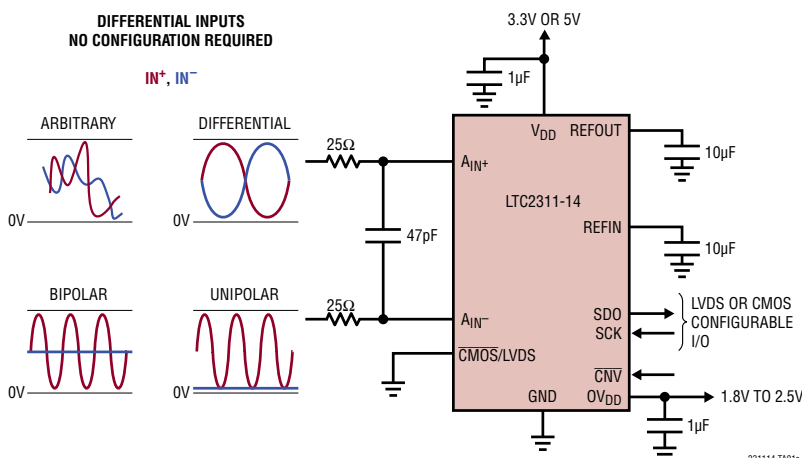 DIFFERENTIAL INPUTS
NO CONFIGURATION REQUIRED
IN+, IN–
ARBITRARY
0V
DIFFERENTIAL
0V
BIPOLAR
0V
UNIPOLAR
0V
25Ω
47pF
25Ω
3.3V OR 5V
1µF
VDD
REFOUT
10µF
AIN+
LTC2311-14
REFIN
10µF
AIN–
CMOS/LVDS
SDO
SCK
LVDS OR CMOS
CONFIGURABLE
I/O
CNV
GND
OVDD
1.8V TO 2.5V
1µF
231114 TA01a